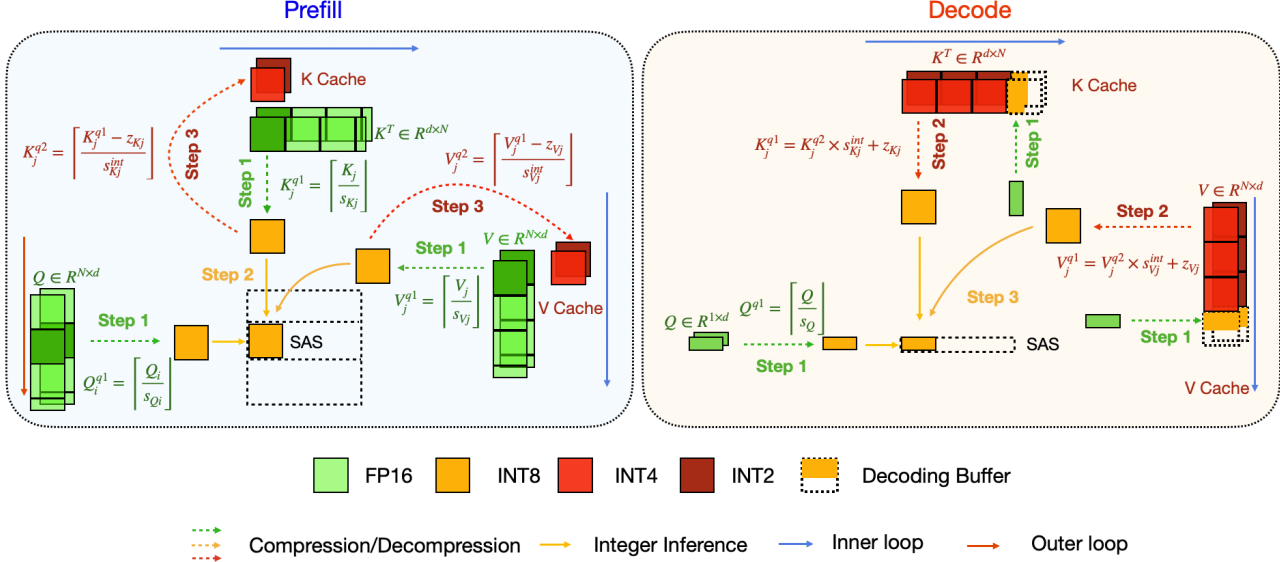 Prefill
K Cache
K^T ∈ R^{d×N}
K_j^{q2} = ⌈(K_j^{q1} − z_{Kj}) / s_{Kj}^{int}⌋
Step 3
Step 1
K_j^{q1} = ⌈K_j / s_{Kj}⌋
V_j^{q2} = ⌈(V_j^{q1} − z_{Vj}) / s_{Vj}^{int}⌋
Step 3
Step 1
V ∈ R^{N×d}
V_j^{q1} = ⌈V_j / s_{Vj}⌋
V Cache
Step 2
Q ∈ R^{N×d}
Step 1
Q_i^{q1} = ⌈Q_i / s_{Qi}⌋
SAS
Decode
K^T ∈ R^{d×N}
K Cache
K_j^{q1} = K_j^{q2} × s_{Kj}^{int} + z_{Kj}
Step 2
Step 1
V ∈ R^{N×d}
Step 2
V_j^{q1} = V_j^{q2} × s_{Vj}^{int} + z_{Vj}
Step 3
Q ∈ R^{1×d}
Q^{q1} = ⌈Q / s_Q⌋
Step 1
SAS
Step 1
V Cache
FP16
INT8
INT4
INT2
Decoding Buffer
Compression/Decompression
Integer Inference
Inner loop
Outer loop